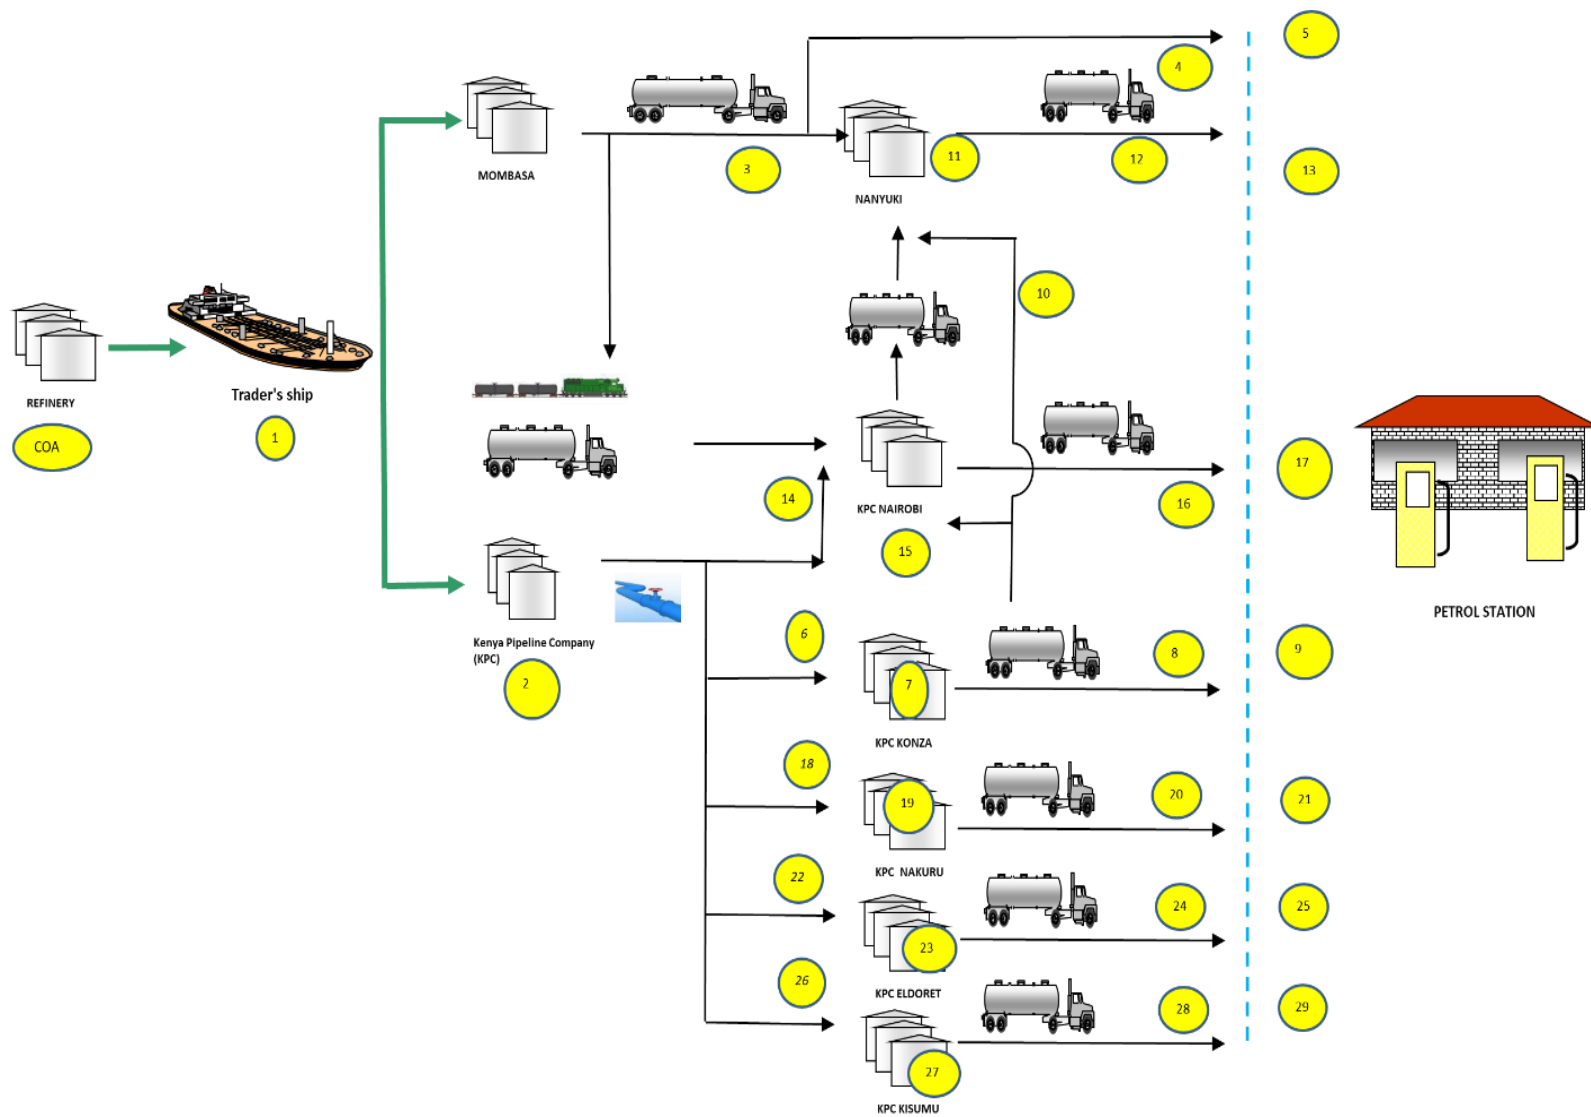 5
4
3
11
12
13
MOMBASA
NANYUKI
10
REFINERY
COA
Trader's ship
1
14
KPC NAIROBI
15
16
17
PETROL STATION
Kenya Pipeline Company
(KPC)
2
6
7
8
9
KPC KONZA
18
19
20
21
KPC NAKURU
22
23
24
25
KPC ELDORET
26
27
28
29
KPC KISUMU